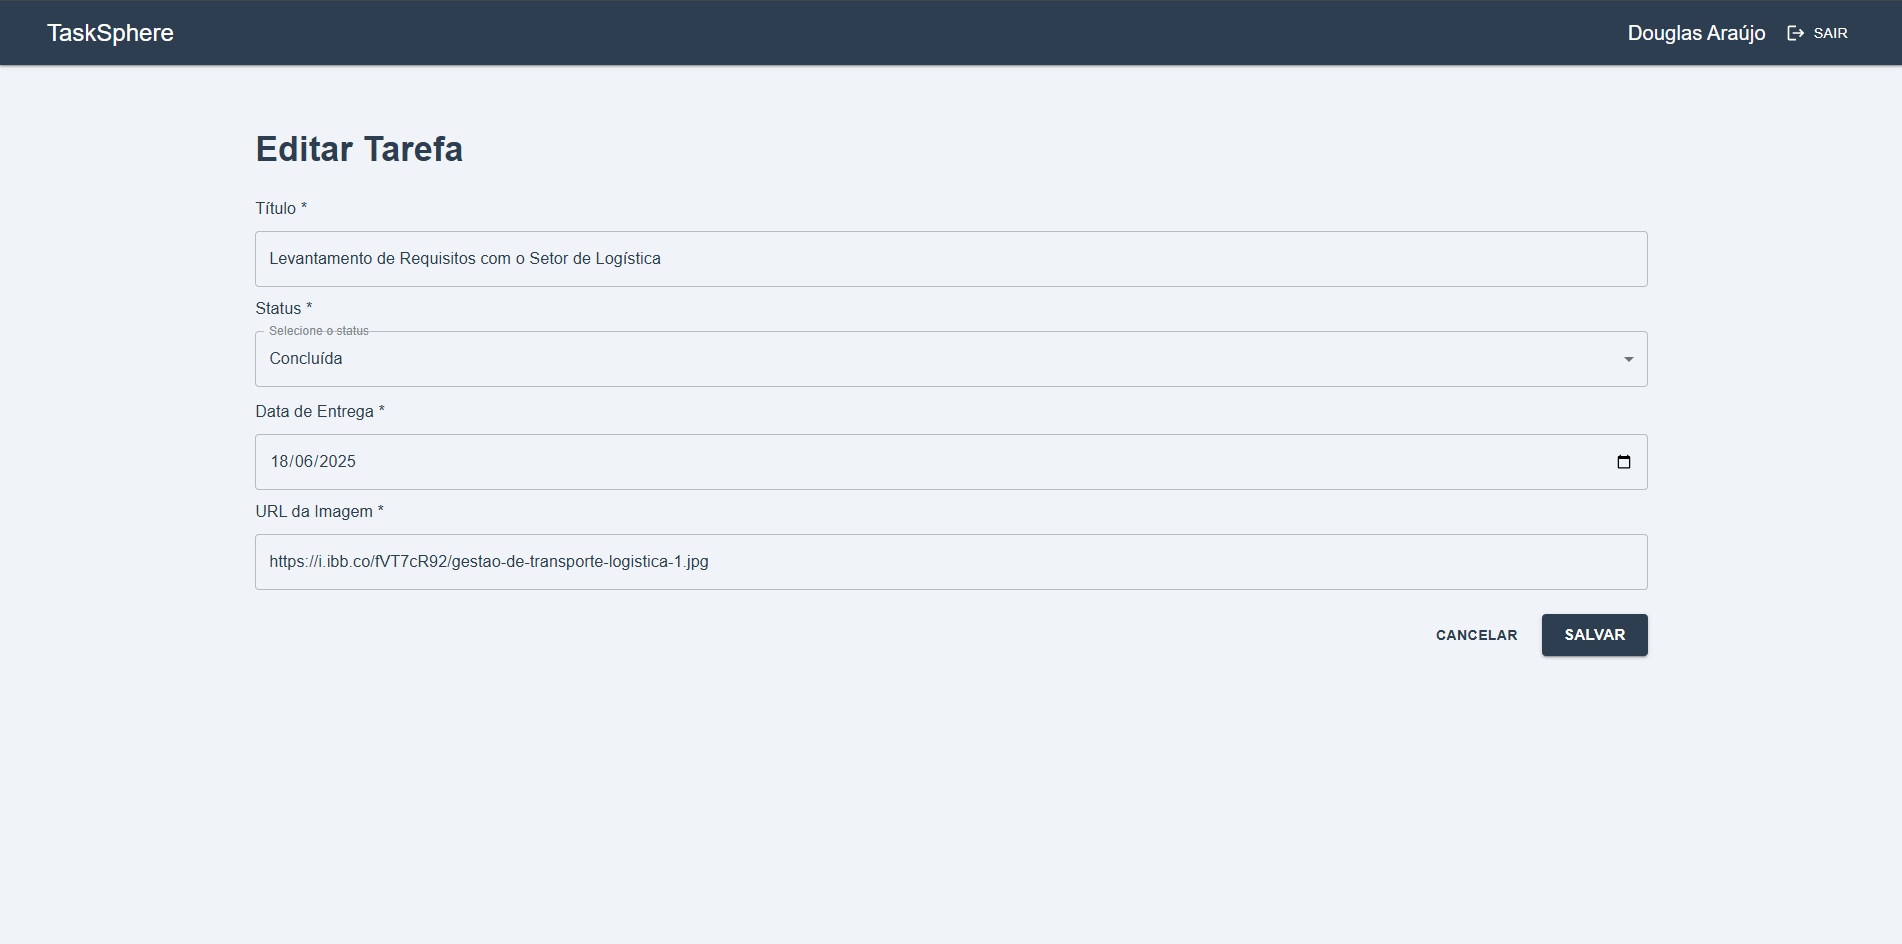 TaskSphere
Douglas Araújo
SAIR
Editar Tarefa
Título *
Levantamento de Requisitos com o Setor de Logística
Status *
Selecione o status
Concluída
Data de Entrega *
18/06/2025
URL da Imagem *
https://i.ibb.co/fVT7cR92/gestao-de-transporte-logistica-1.jpg
CANCELAR
SALVAR